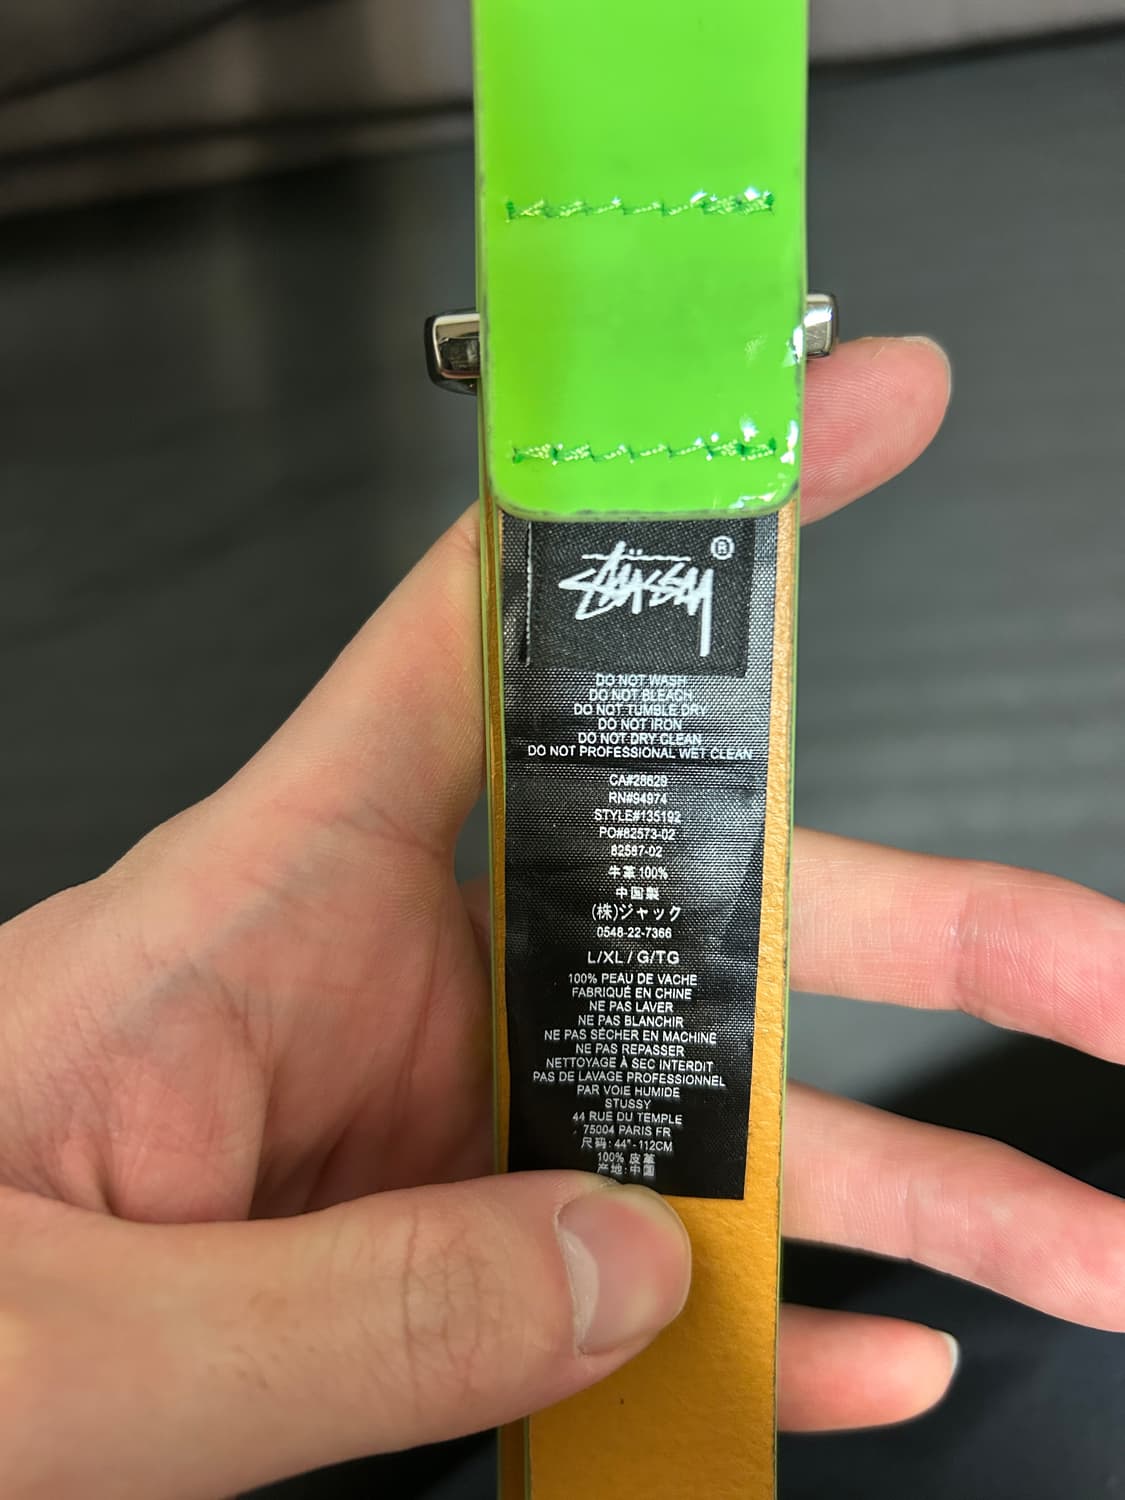 STÜSSY ®
DO NOT WASH
DO NOT BLEACH
DO NOT TUMBLE DRY
DO NOT IRON
DO NOT DRY CLEAN
DO NOT PROFESSIONAL WET CLEAN
CA#28629
RN#94974
STYLE#135192
PO#82573-02
82587-02
牛革100%
中国製
(株)ジャック
0548-22-7366
L/XL / G/TG
100% PEAU DE VACHE
FABRIQUÉ EN CHINE
NE PAS LAVER
NE PAS BLANCHIR
NE PAS SÉCHER EN MACHINE
NE PAS REPASSER
NETTOYAGE À SEC INTERDIT
PAS DE LAVAGE PROFESSIONNEL
PAR VOIE HUMIDE
STUSSY
44 RUE DU TEMPLE
75004 PARIS FR
尺码: 44"-112CM
100% 皮革
产地: 中国